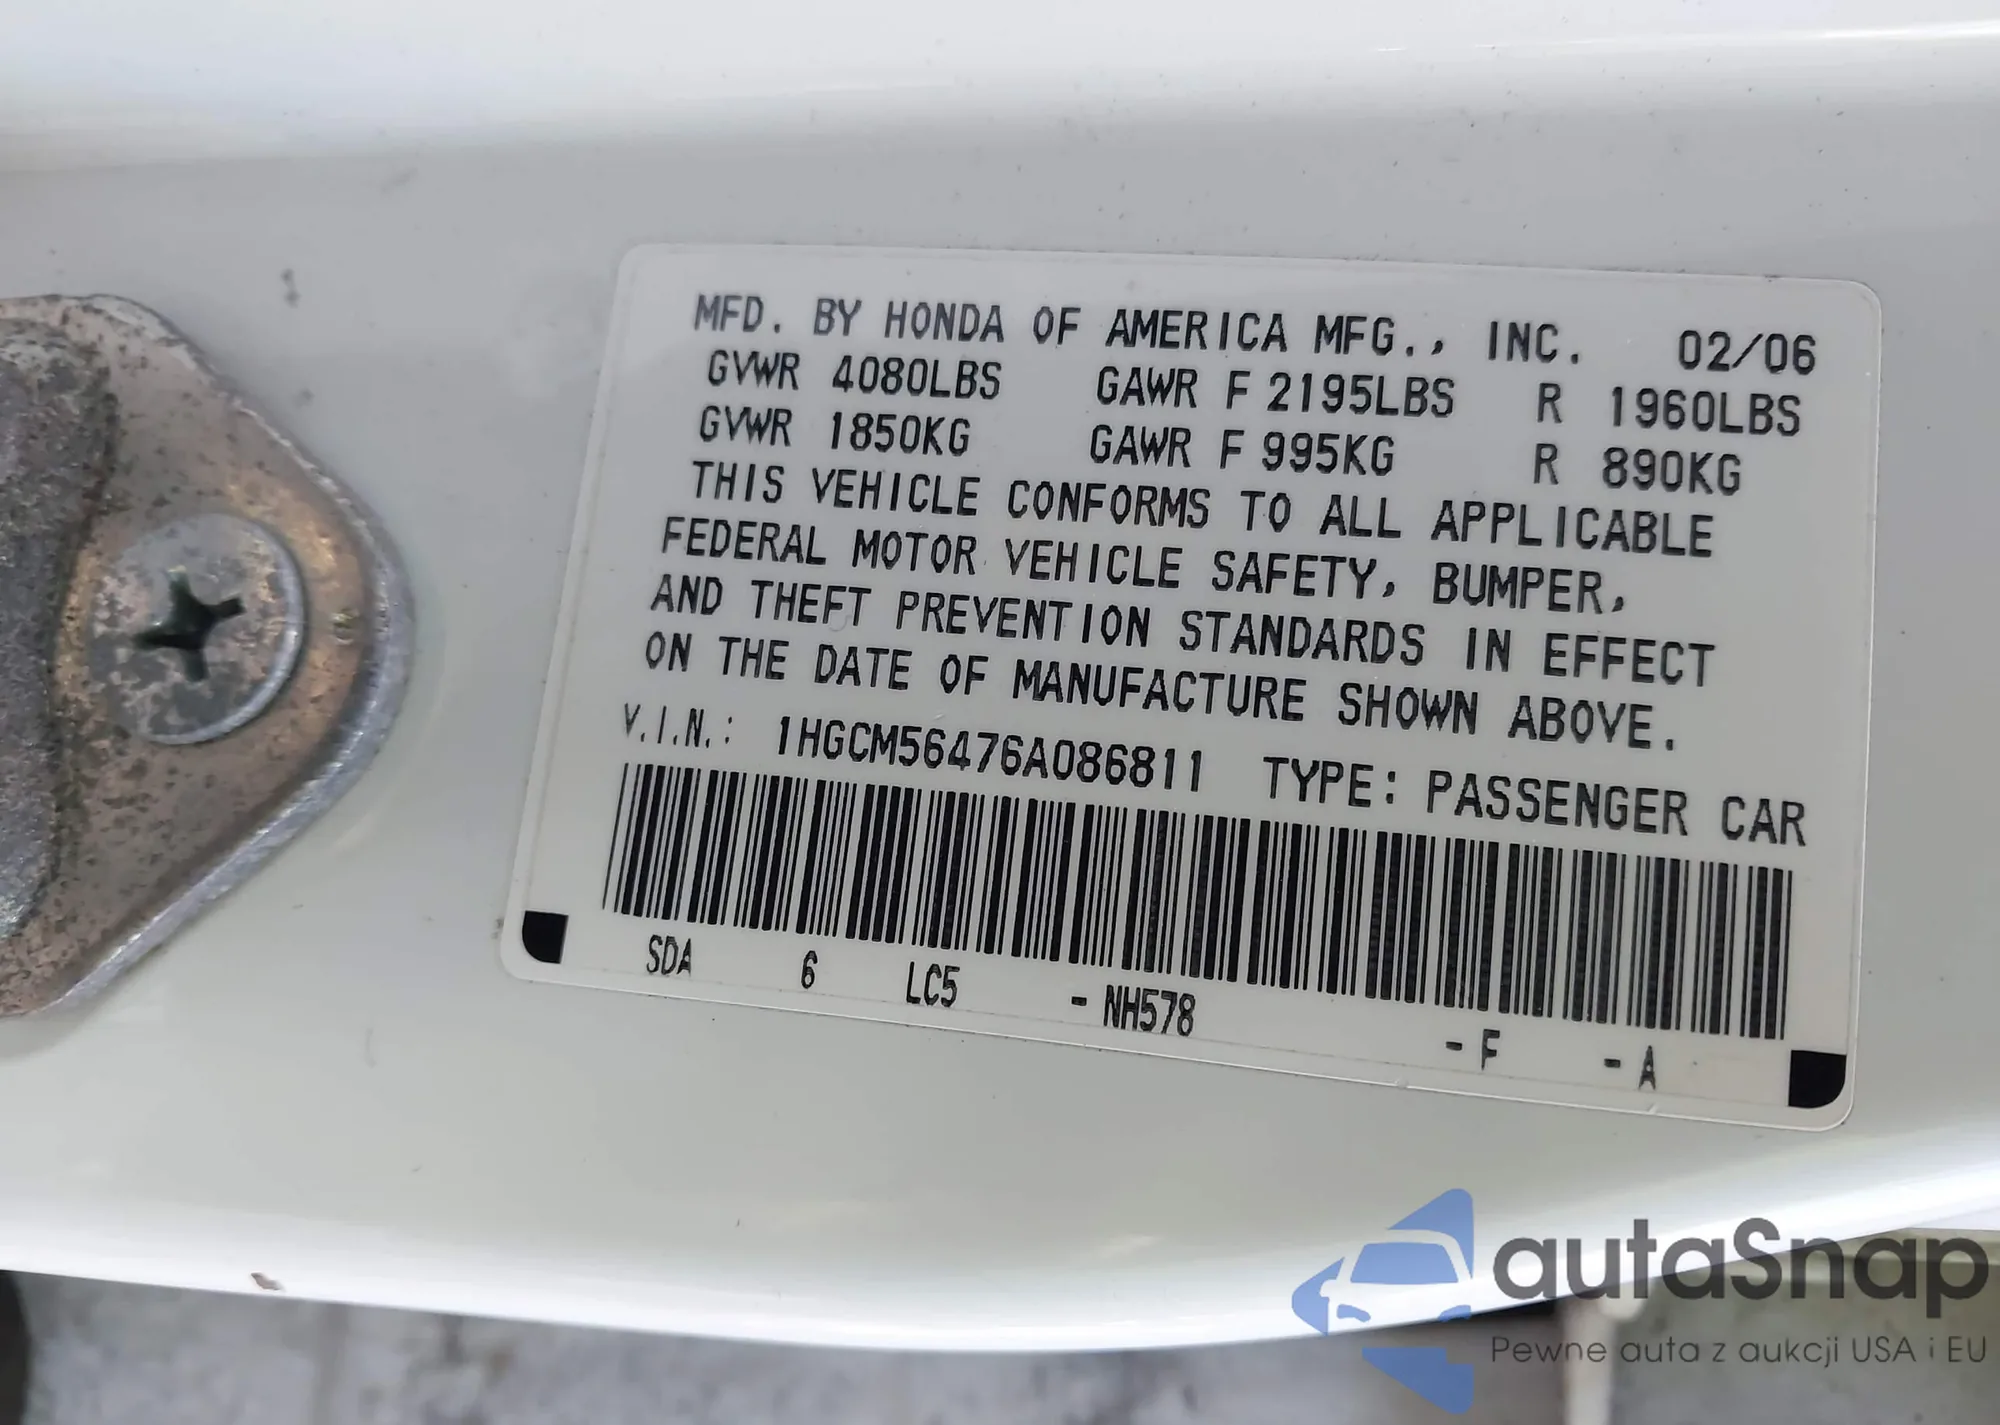 MFD. BY HONDA OF AMERICA MFG., INC. 02/06
GVWR 4080LBS GAWR F 2195LBS R 1960LBS
GVWR 1850KG GAWR F 995KG R 890KG
THIS VEHICLE CONFORMS TO ALL APPLICABLE
FEDERAL MOTOR VEHICLE SAFETY, BUMPER,
AND THEFT PREVENTION STANDARDS IN EFFECT
ON THE DATE OF MANUFACTURE SHOWN ABOVE.
V.I.N.: 1HGCM56476A086811 TYPE: PASSENGER CAR
SDA 6 LC5 - NH578 - F - A
autaSnap
Pewne auta z aukcji USA i EU